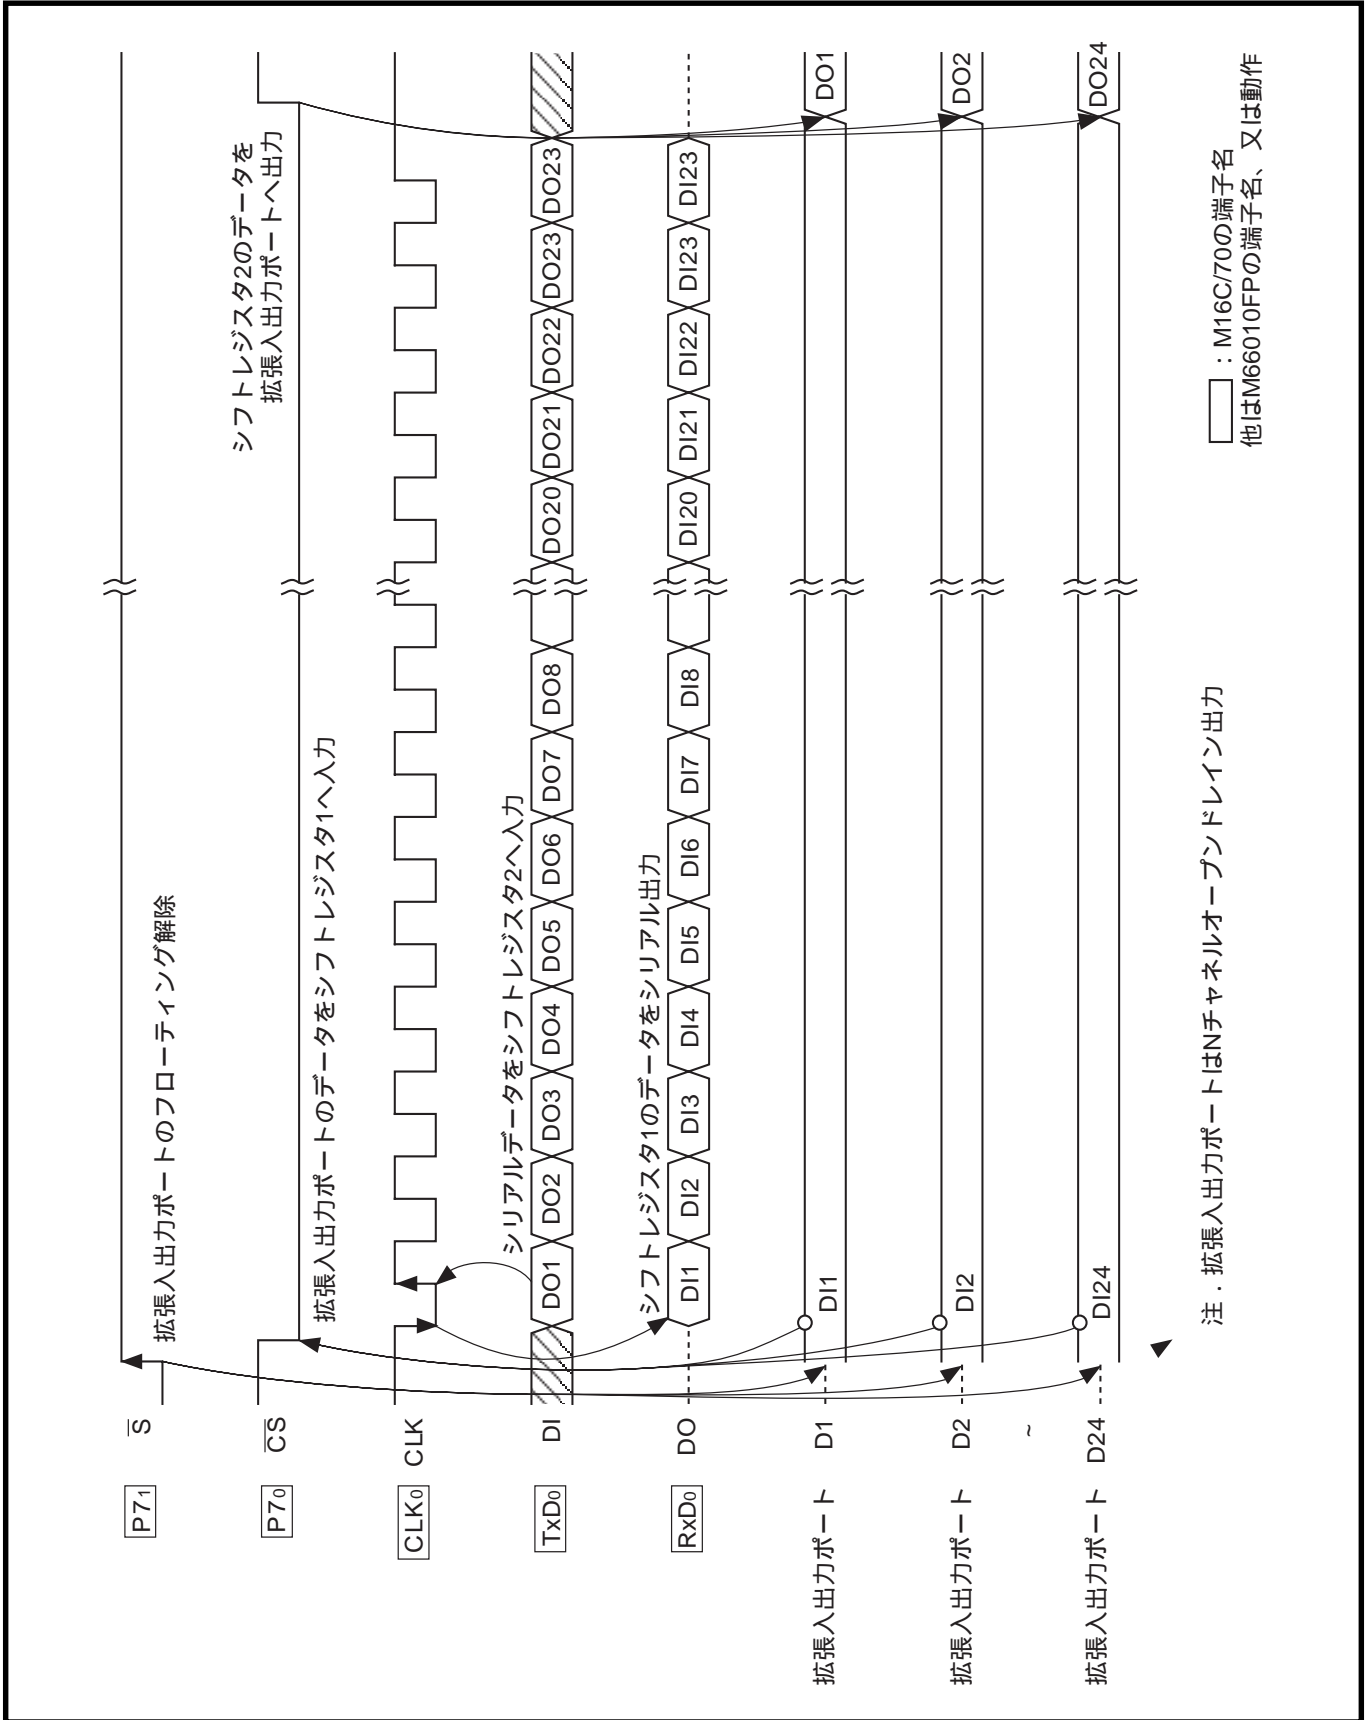 P71 S
拡張入出力ポートのフローティング解除
P70 CS
拡張入出力ポートのデータをシフトレジスタ1へ入力
シフトレジスタ2のデータを
拡張入出力ポートへ出力
CLK0 CLK
シリアルデータをシフトレジスタ2へ入力
TxD0 DI DO1 DO2 DO3 DO4 DO5 DO6 DO7 DO8 DO20 DO21 DO22 DO23 DO23
シフトレジスタ1のデータをシリアル出力
RxD0 DO DI1 DI2 DI3 DI4 DI5 DI6 DI7 DI8 DI20 DI21 DI22 DI23 DI23
拡張入出力ポート D1 DI1 DO1
拡張入出力ポート D2 DI2 DO2
~
拡張入出力ポート D24 DI24 DO24
注．拡張入出力ポートはNチャネルオープンドレイン出力
：M16C/70の端子名
他はM66010FPの端子名、又は動作